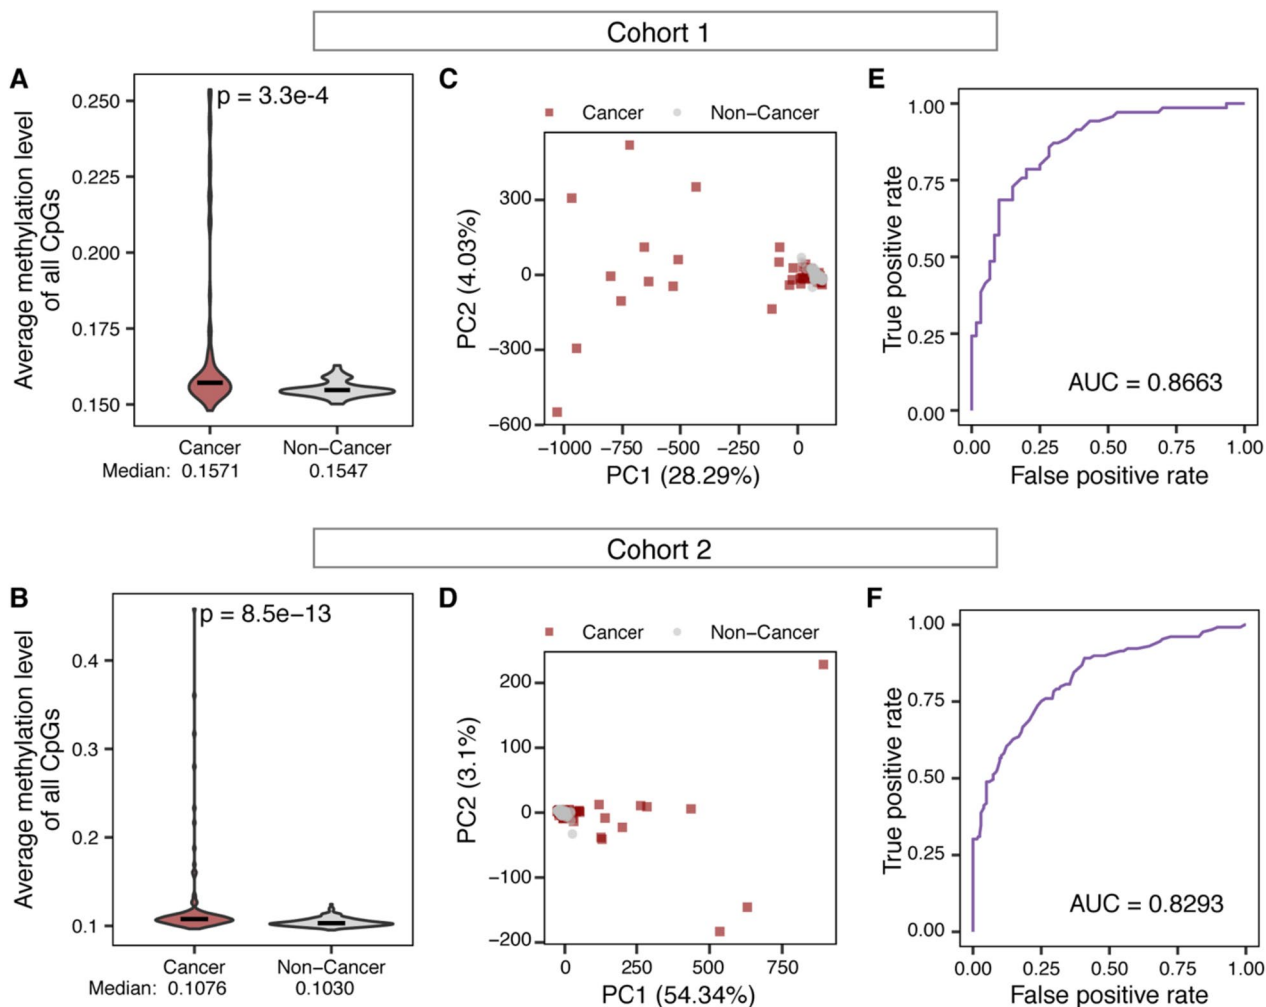 Cohort 1
A
p = 3.3e-4
Average methylation level
of all CpGs
0.250
0.225
0.200
0.175
0.150
Cancer Non−Cancer
Median: 0.1571 0.1547
C
Cancer Non−Cancer
PC2 (4.03%)
300
0
−300
−600
−1000 −750 −500 −250 0
PC1 (28.29%)
E
True positive rate
1.00
0.75
0.50
0.25
0.00
AUC = 0.8663
0.00 0.25 0.50 0.75 1.00
False positive rate
Cohort 2
B
p = 8.5e−13
Average methylation level
of all CpGs
0.4
0.3
0.2
0.1
Cancer Non−Cancer
Median: 0.1076 0.1030
D
Cancer Non−Cancer
PC2 (3.1%)
200
100
0
−100
−200
0 250 500 750
PC1 (54.34%)
F
True positive rate
1.00
0.75
0.50
0.25
0.00
AUC = 0.8293
0.00 0.25 0.50 0.75 1.00
False positive rate